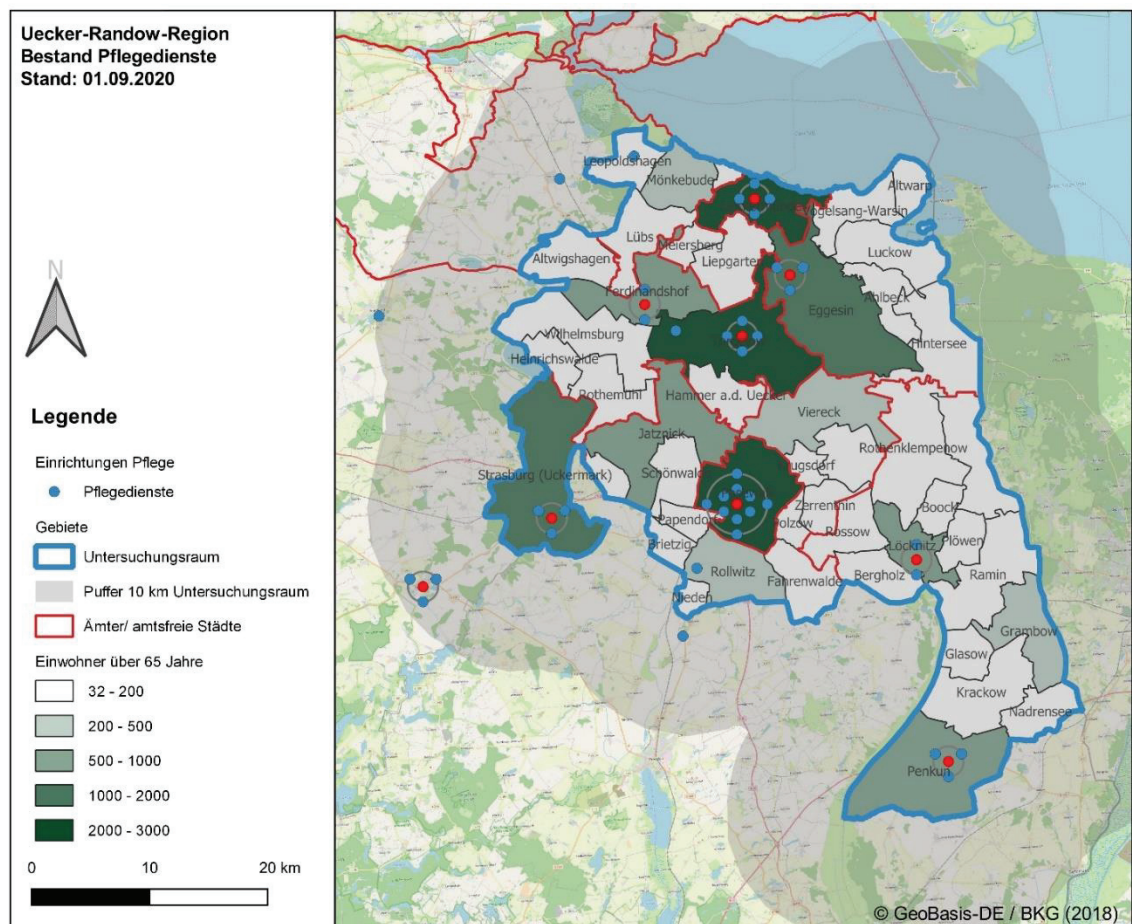 Uecker-Randow-Region
Bestand Pflegedienste
Stand: 01.09.2020
N
Legende
Einrichtungen Pflege
Pflegedienste
Gebiete
Untersuchungsraum
Puffer 10 km Untersuchungsraum
Ämter/ amtsfreie Städte
Einwohner über 65 Jahre
32 - 200
200 - 500
500 - 1000
1000 - 2000
2000 - 3000
0 10 20 km
Leopoldshagen
Mönkebude
Altwarp
Vogelsang-Warsin
Lübs
Meiersberg
Luckow
Altwigshagen
Liepgarten
Ferdinandshof
Ahlbeck
Eggesin
Wilhelmsburg
Hintersee
Heinrichswalde
Rothemühl
Hammer a.d. Uecker
Viereck
Jatznick
Rothenklempenow
Strasburg (Uckermark)
Schönwalde
Krugsdorf
Zerrenthin
Papendorf
Polzow
Rossow
Boock
Brietzig
Löcknitz
Plöwen
Rollwitz
Fahrenwalde
Bergholz
Ramin
Nieden
Grambow
Glasow
Krackow
Nadrensee
Penkun
© GeoBasis-DE / BKG (2018)